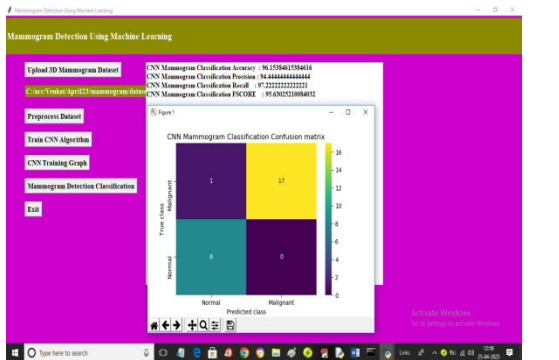 Mammogram Detection Using Machine Learning
Mammogram Detection Using Machine Learning
Upload 3D Mammogram Dataset
C:/acc/Venkat/April23/mammogram/datase
Preprocess Dataset
Train CNN Algorithm
CNN Training Graph
Mammogram Detection Classification
Exit
CNN Mammogram Classification Accuracy : 96.15384615384616
CNN Mammogram Classification Precision : 94.44444444444444
CNN Mammogram Classification Recall : 97.22222222222221
CNN Mammogram Classification FSCORE : 95.63025210084032
Figure 1
CNN Mammogram Classification Confusion matrix
True class
Malignant
Normal
1
17
8
0
Normal
Malignant
Predicted class
16
14
12
10
8
6
4
2
0
Activate Windows
Go to Settings to activate Windows.
Type here to search
Links
12:59
25-04-2023